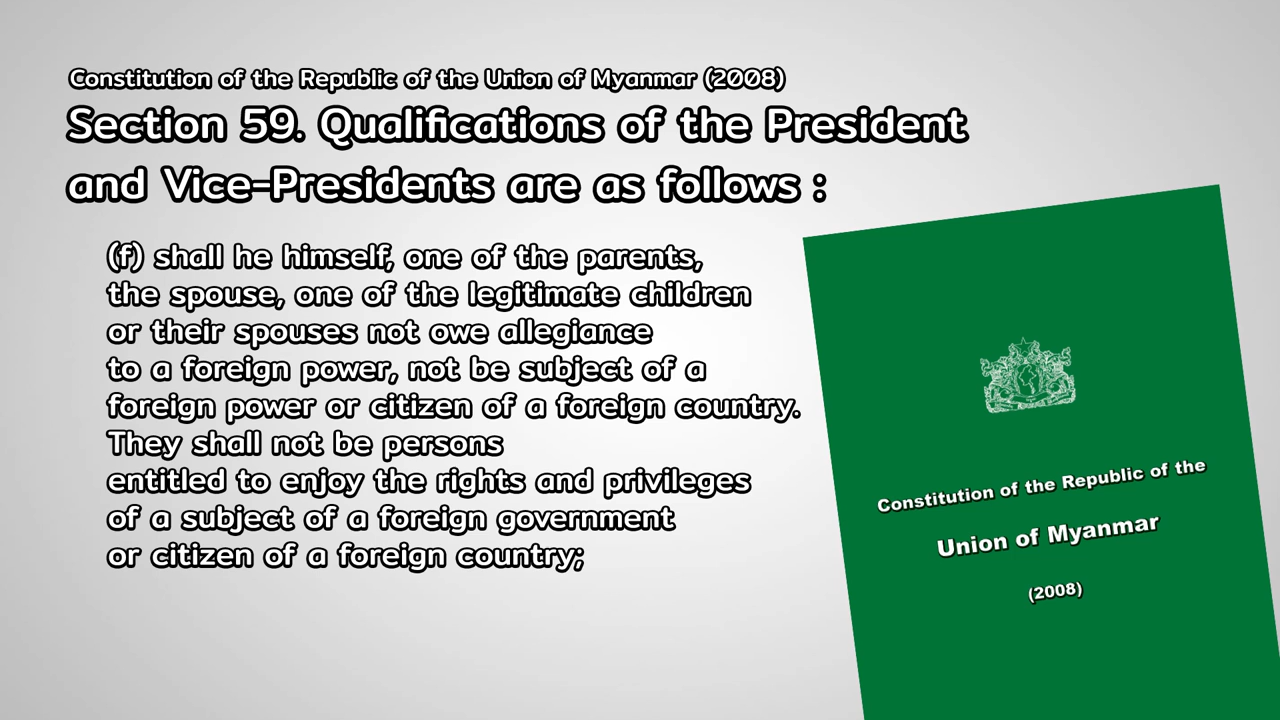 Constitution of the Republic of the Union of Myanmar (2008)
Section 59. Qualifications of the President
and Vice-Presidents are as follows :
(f) shall he himself, one of the parents,
the spouse, one of the legitimate children
or their spouses not owe allegiance
to a foreign power, not be subject of a
foreign power or citizen of a foreign country.
They shall not be persons
entitled to enjoy the rights and privileges
of a subject of a foreign government
or citizen of a foreign country;
Constitution of the Republic of the
Union of Myanmar
(2008)